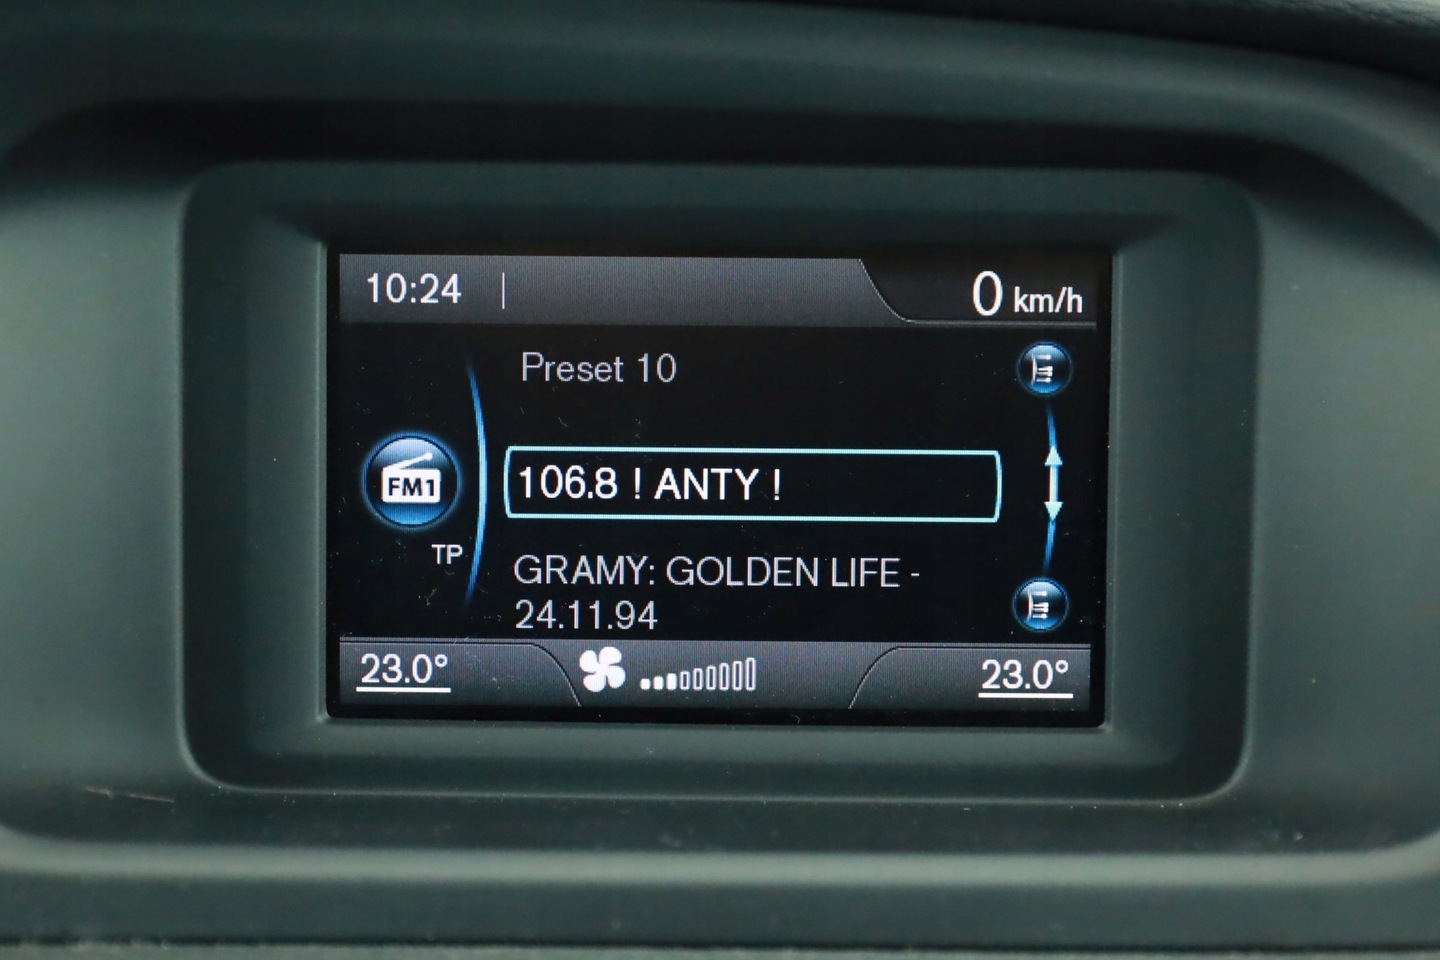 10:24
0 km/h
Preset 10
FM1
106.8 ! ANTY !
TP
GRAMY: GOLDEN LIFE -
24.11.94
23.0°
23.0°